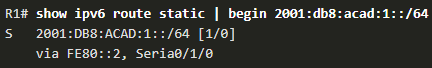 R1# show ipv6 route static | begin 2001:db8:acad:1::/64
S   2001:DB8:ACAD:1::/64 [1/0]
via FE80::2, Seria0/1/0